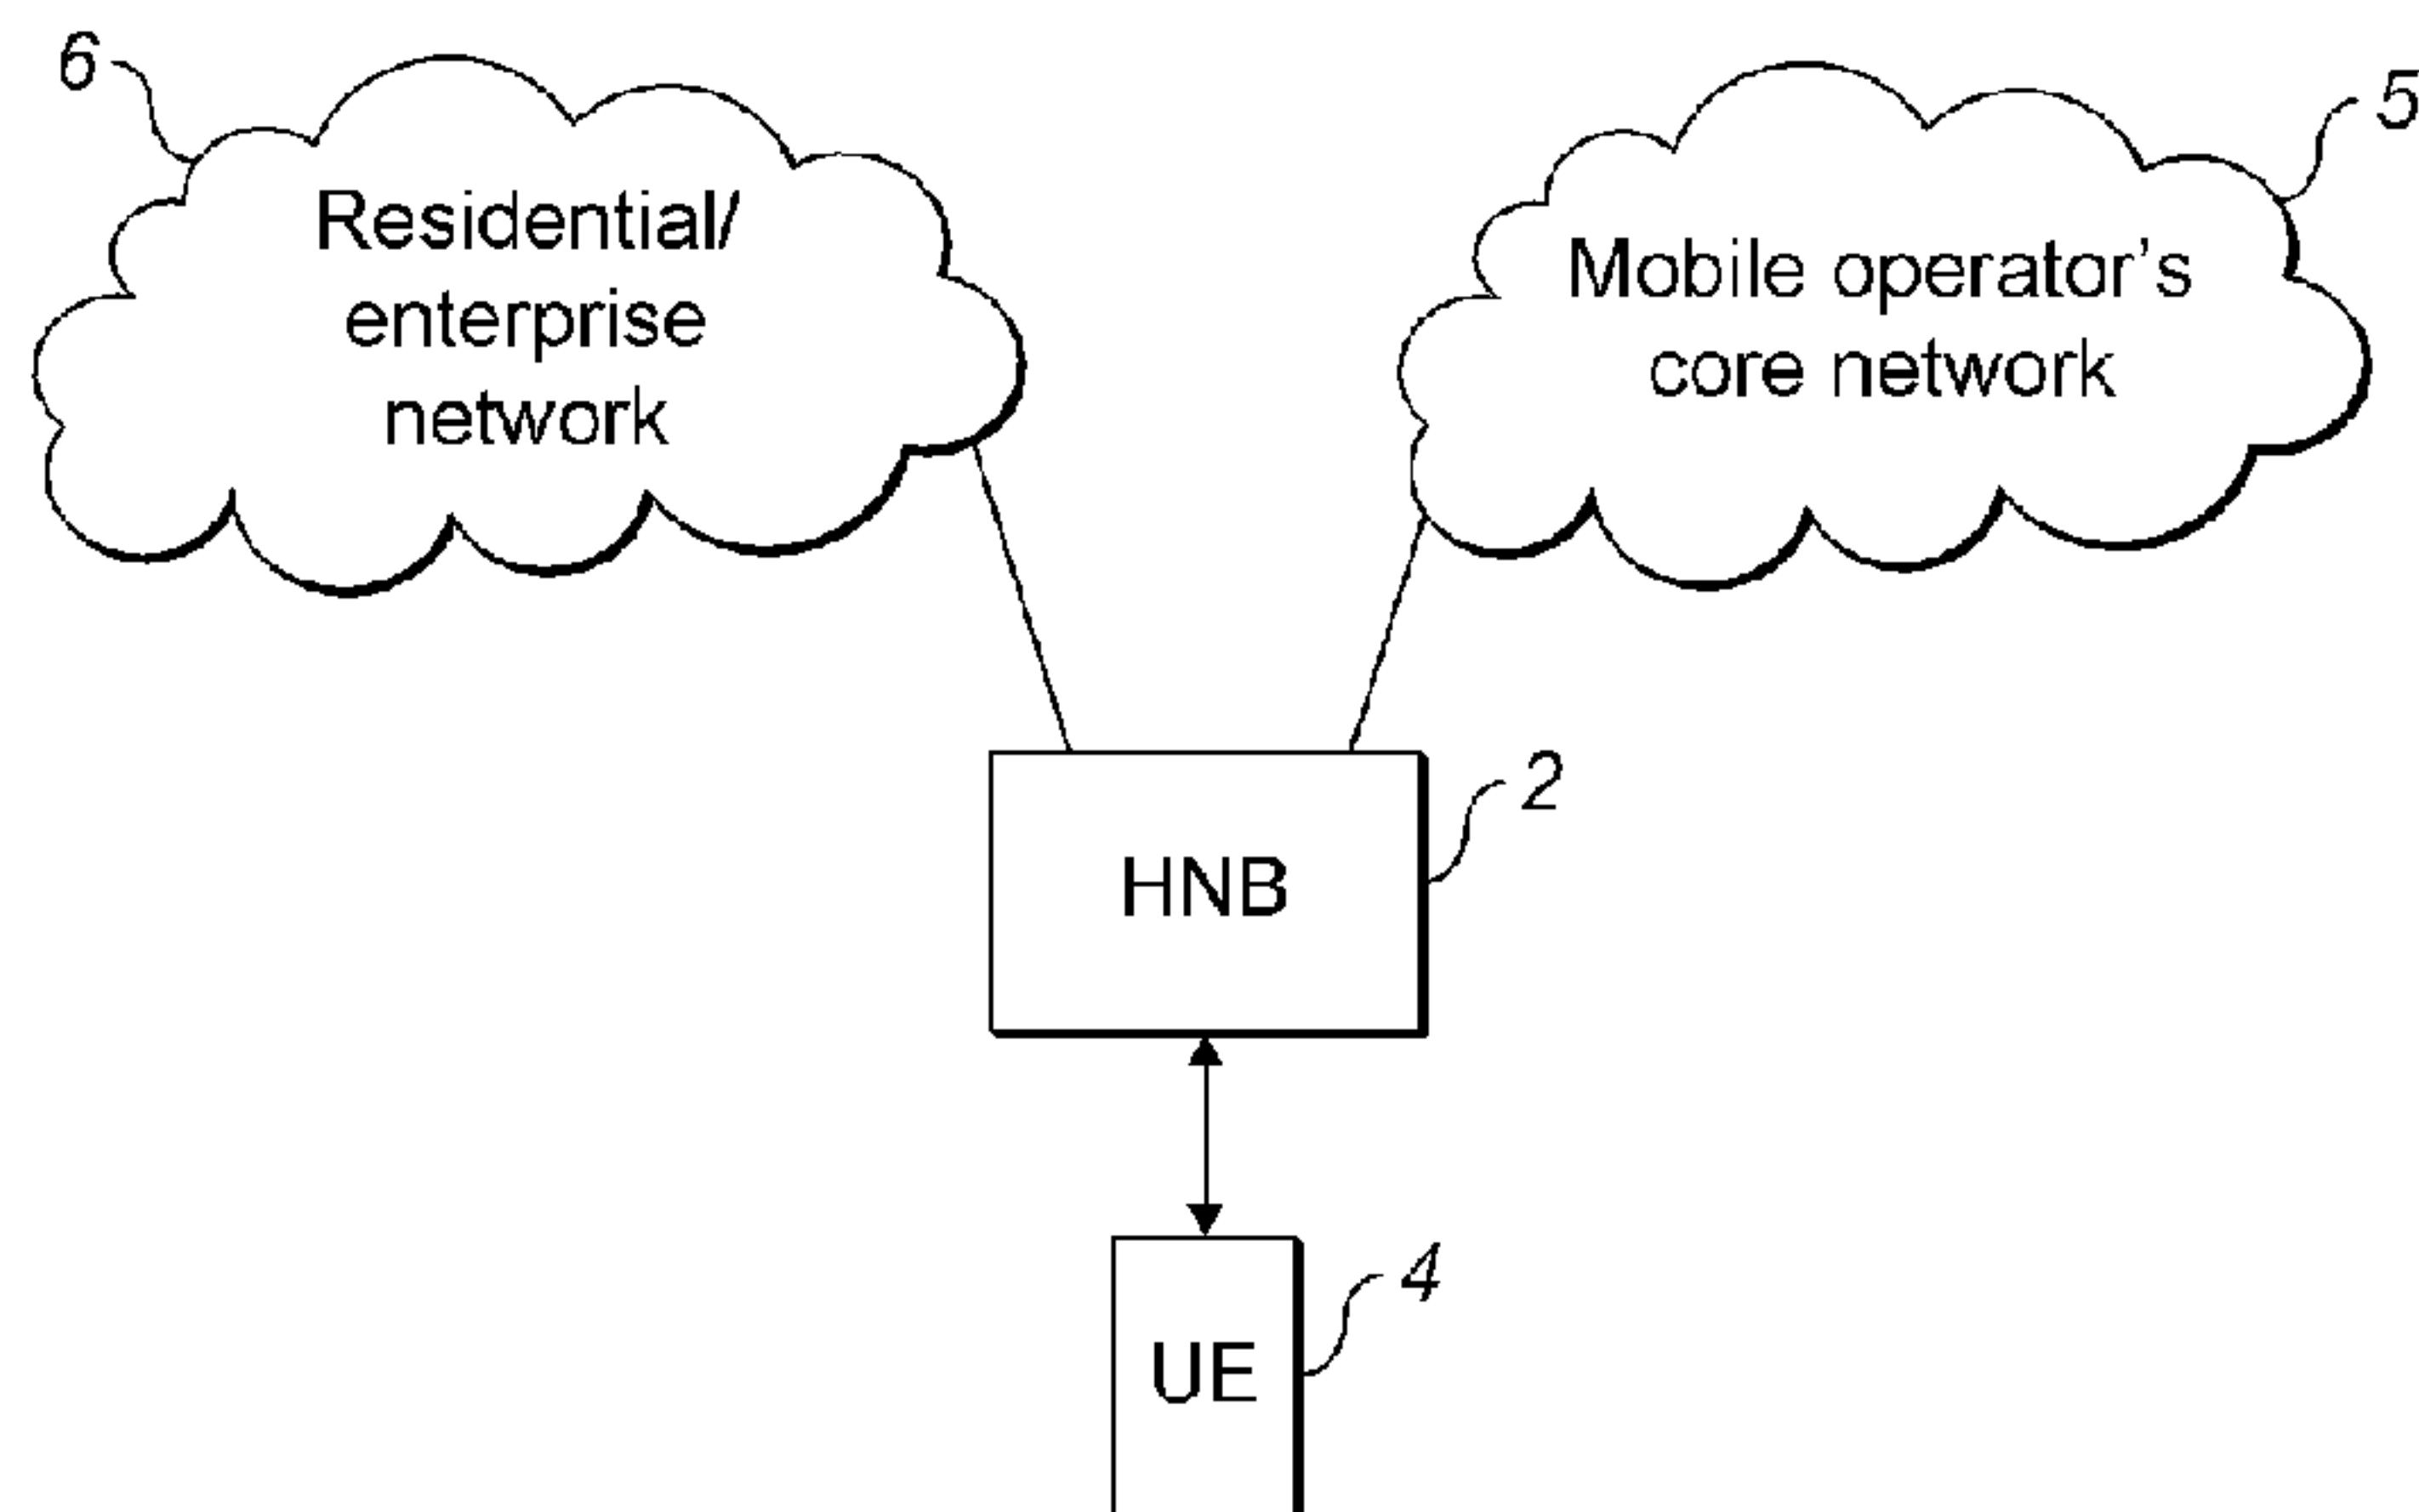 6
Residential/
enterprise
network
5
Mobile operator's
core network
2
HNB
4
UE